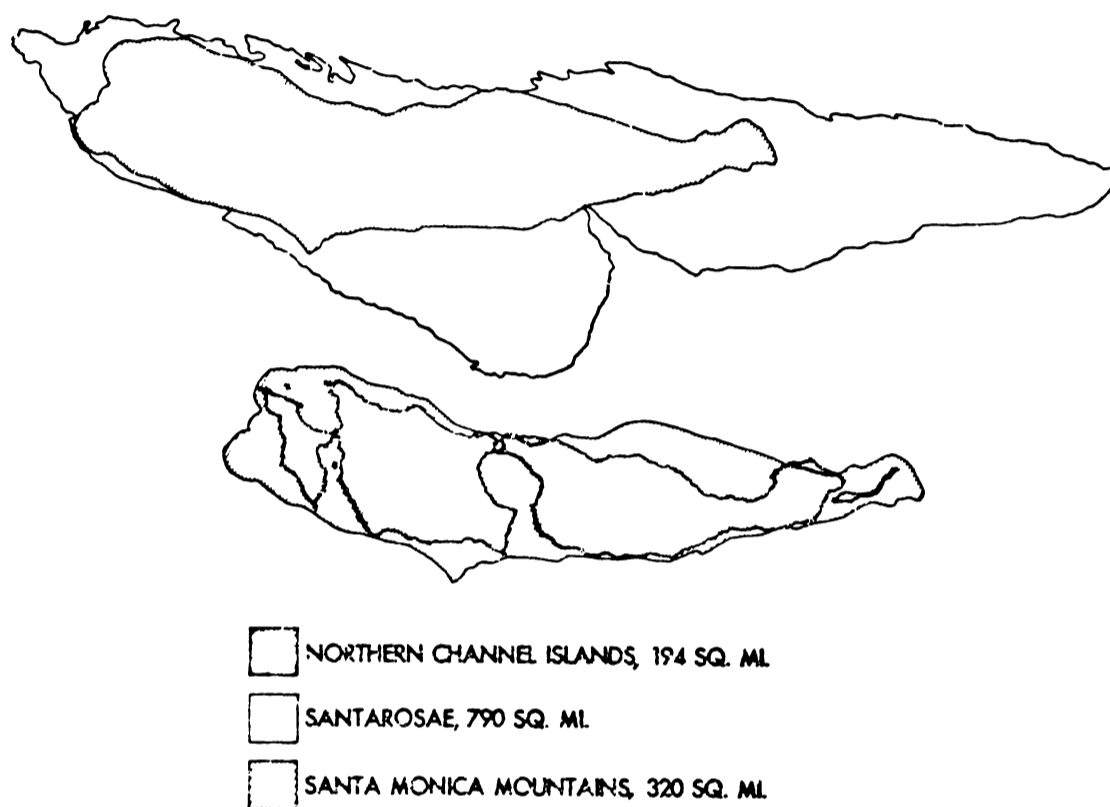 NORTHERN CHANNEL ISLANDS, 194 SQ. MI.
SANTAROSAE, 790 SQ. MI.
SANTA MONICA MOUNTAINS, 320 SQ. MI.